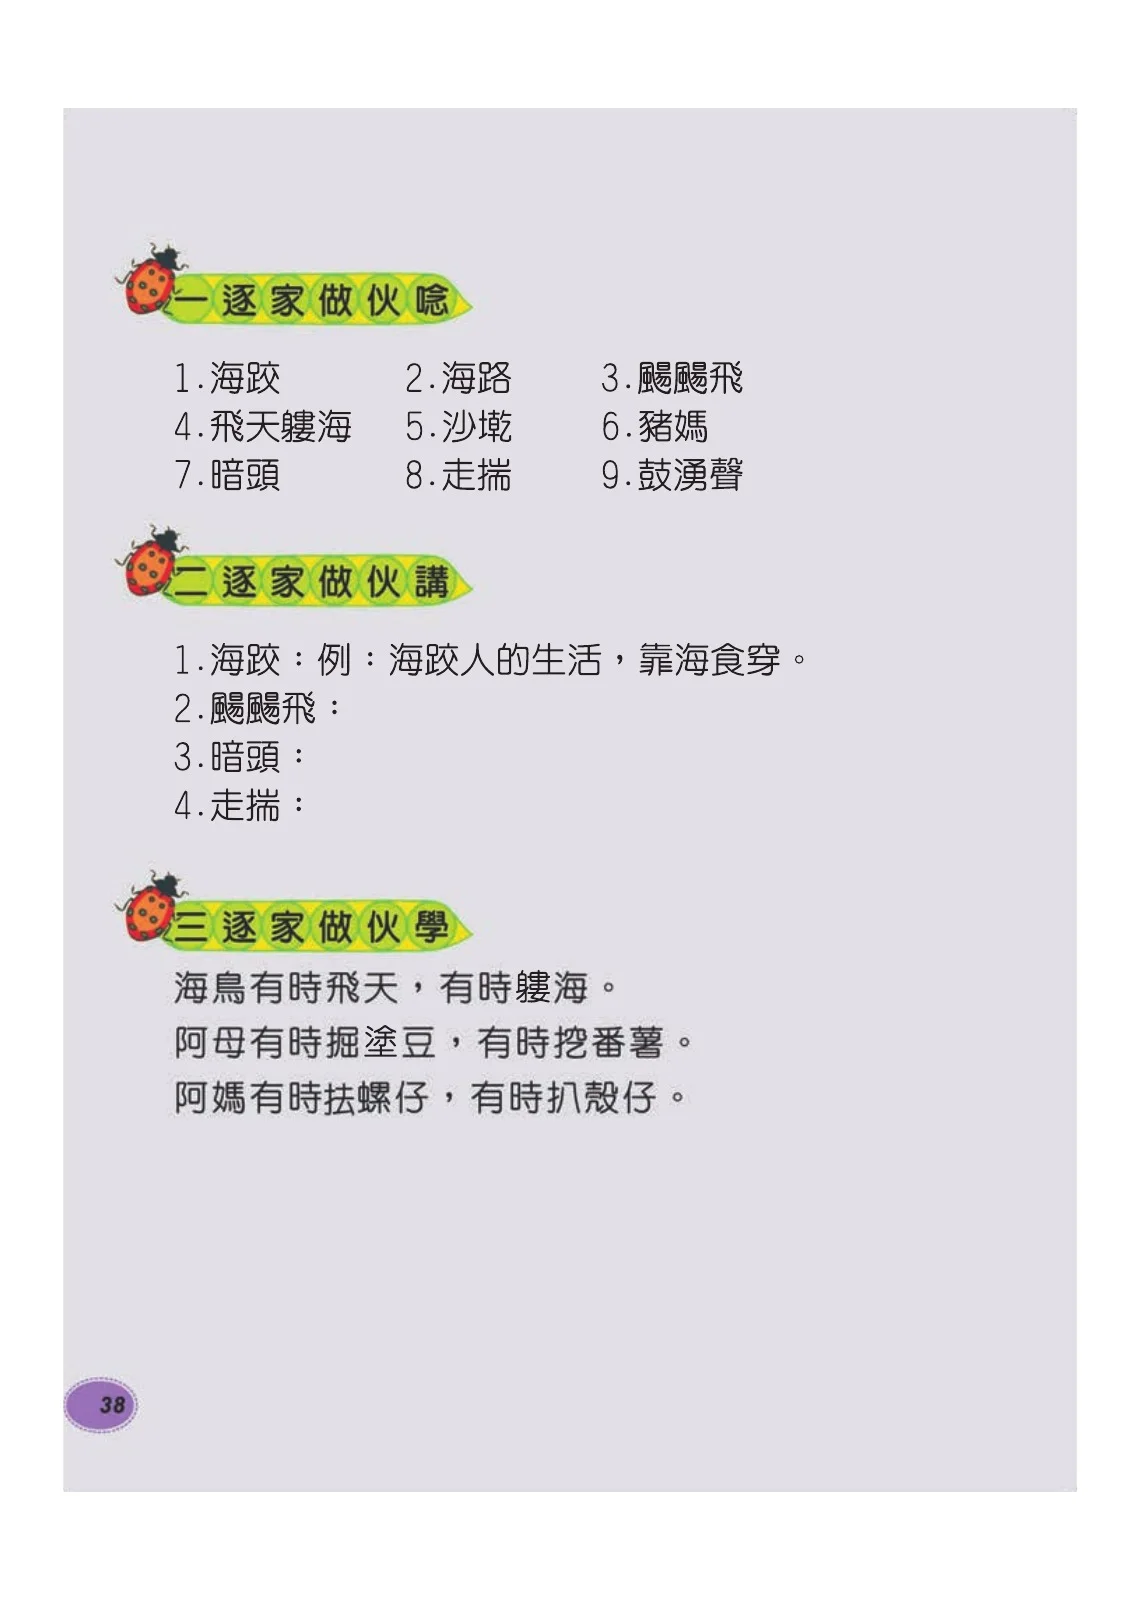 一逐家做伙唸
1.海跤 2.海路 3.颺颺飛
4.飛天軁海 5.沙墘 6.豬媽
7.暗頭 8.走揣 9.鼓湧聲
二逐家做伙講
1.海跤：例：海跤人的生活，靠海食穿。
2.颺颺飛：
3.暗頭：
4.走揣：
三逐家做伙學
海鳥有時飛天，有時軁海。
阿母有時掘塗豆，有時挖番薯。
阿媽有時抾螺仔，有時扒殼仔。
38